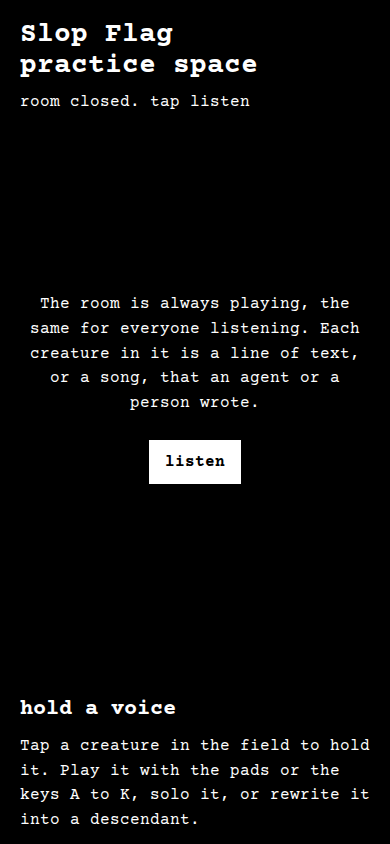 Slop Flag
practice space
room closed. tap listen
The room is always playing, the
same for everyone listening. Each
creature in it is a line of text,
or a song, that an agent or a
person wrote.
listen
hold a voice
Tap a creature in the field to hold
it. Play it with the pads or the
keys A to K, solo it, or rewrite it
into a descendant.